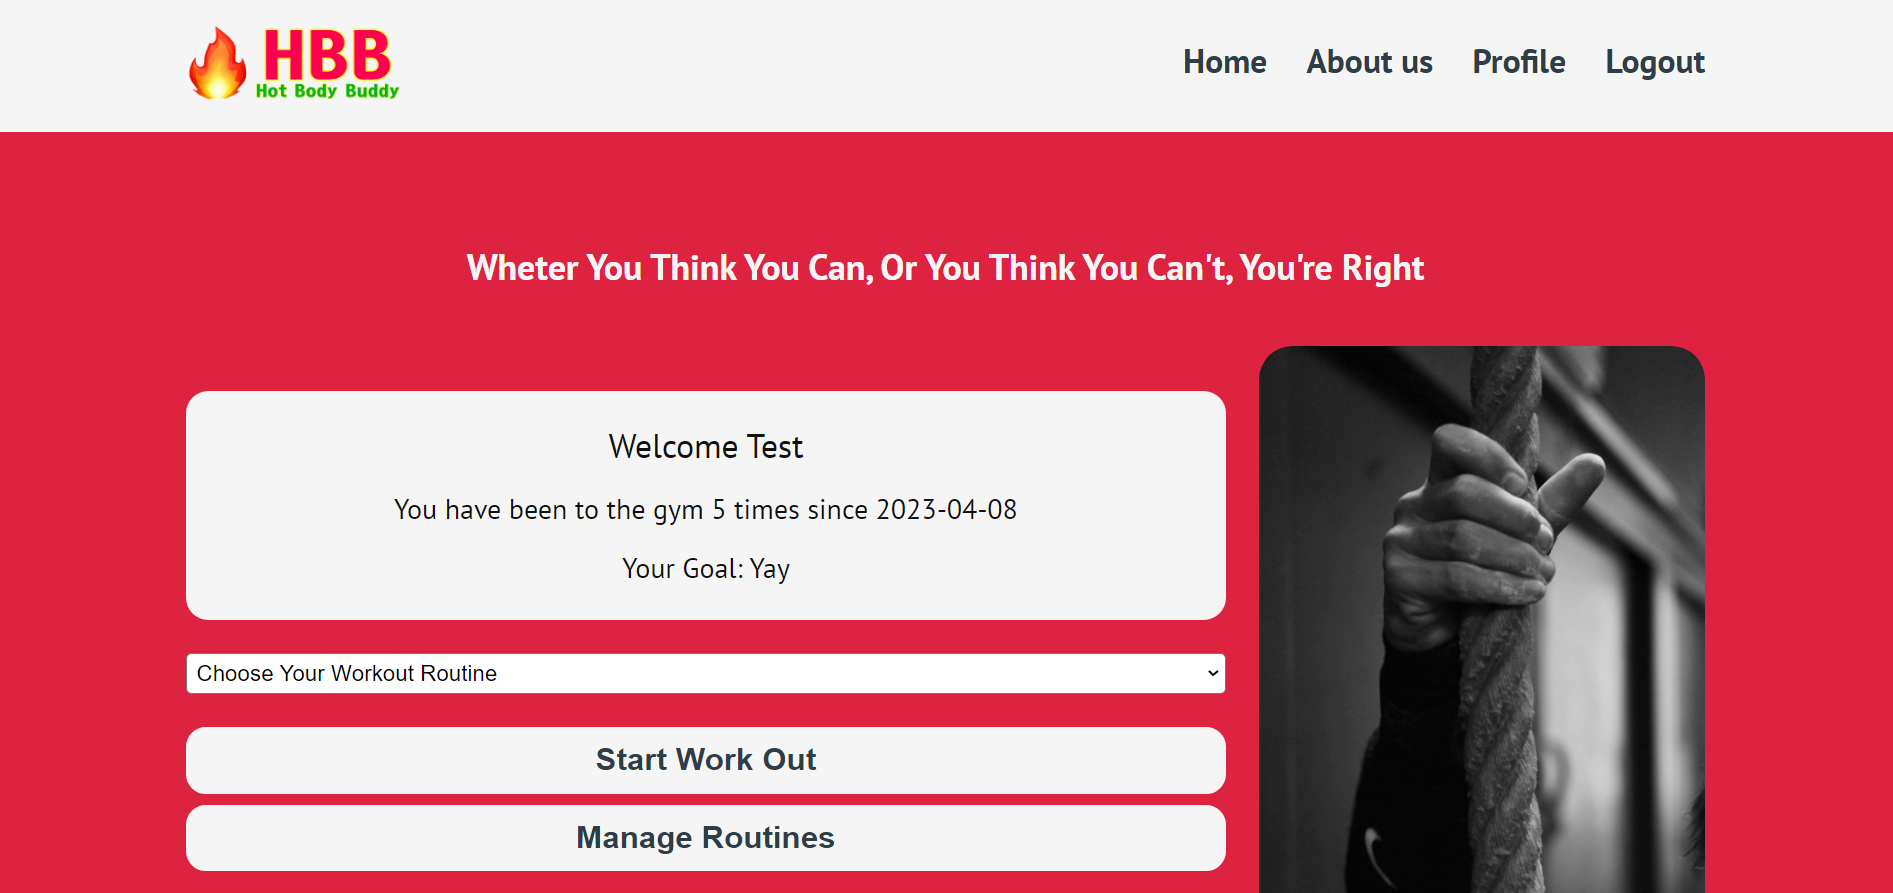 HBB
Hot Body Buddy
Home About us Profile Logout
Wheter You Think You Can, Or You Think You Can't, You're Right
Welcome Test
You have been to the gym 5 times since 2023-04-08
Your Goal: Yay
Choose Your Workout Routine
Start Work Out
Manage Routines